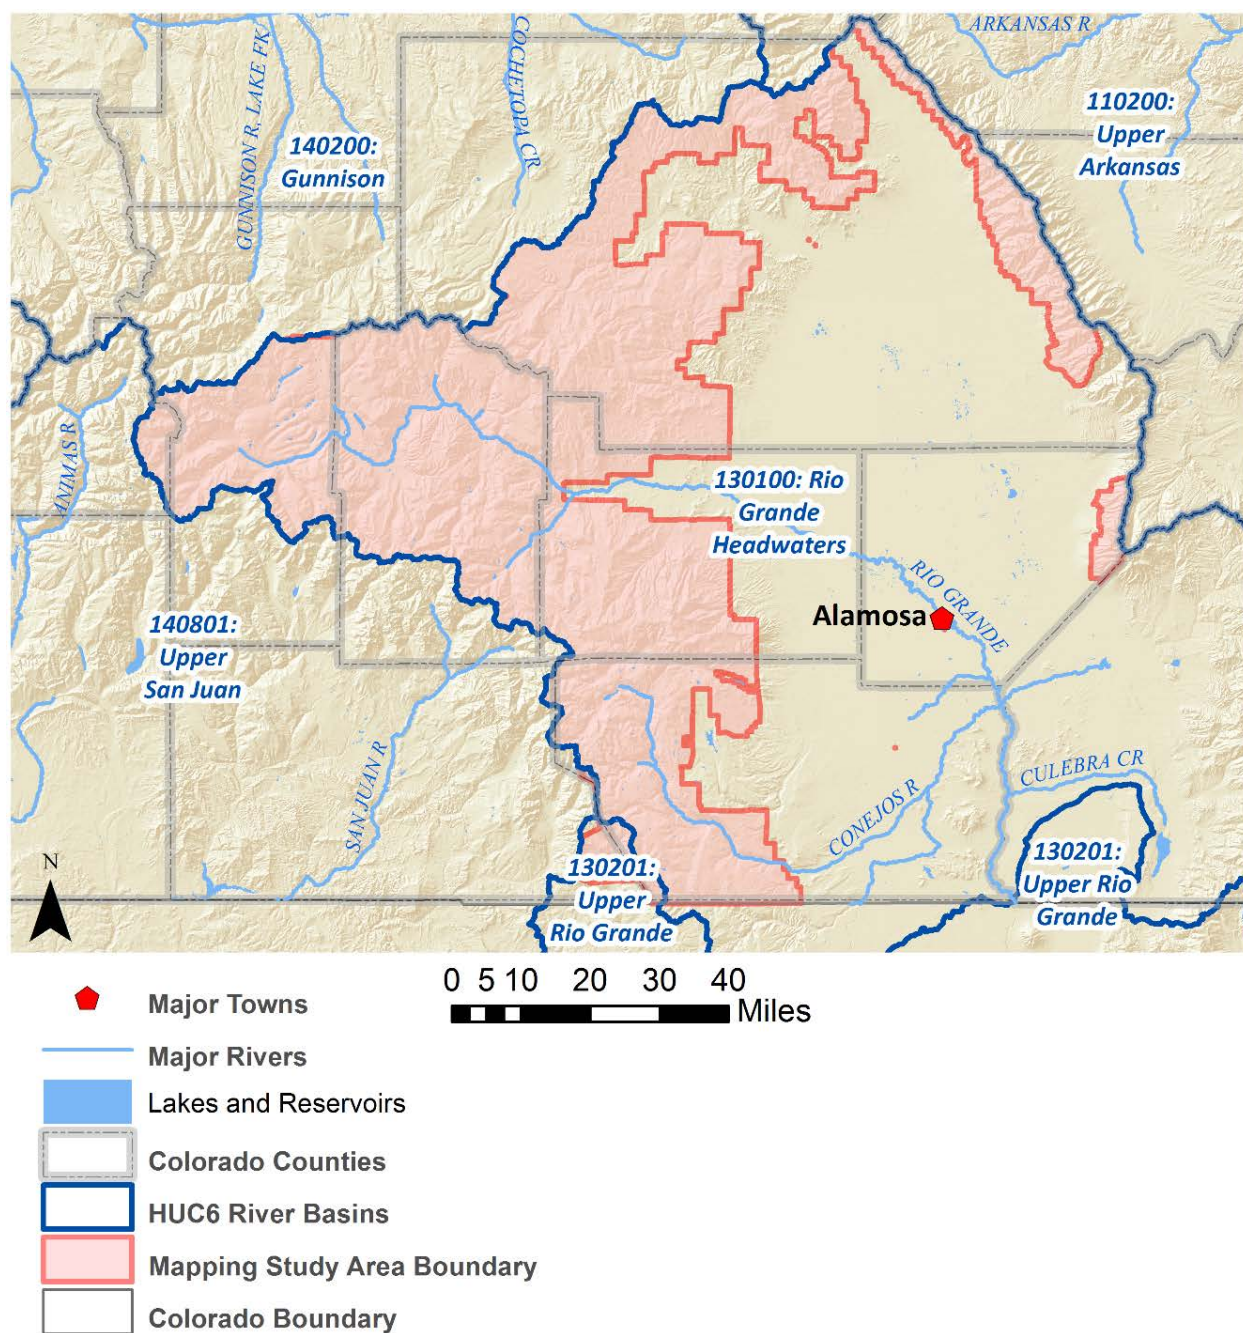 ARKANSAS R
COCHETOPA CR
GUNNISON R, LAKE FK
140200:
Gunnison
110200:
Upper
Arkansas
ANIMAS R
130100: Rio
Grande
Headwaters
RIO GRANDE
Alamosa
140801:
Upper
San Juan
SAN JUAN R
CONEJOS R
CULEBRA CR
130201:
Upper
Rio Grande
130201:
Upper Rio
Grande
N
0 5 10 20 30 40
Miles
Major Towns
Major Rivers
Lakes and Reservoirs
Colorado Counties
HUC6 River Basins
Mapping Study Area Boundary
Colorado Boundary